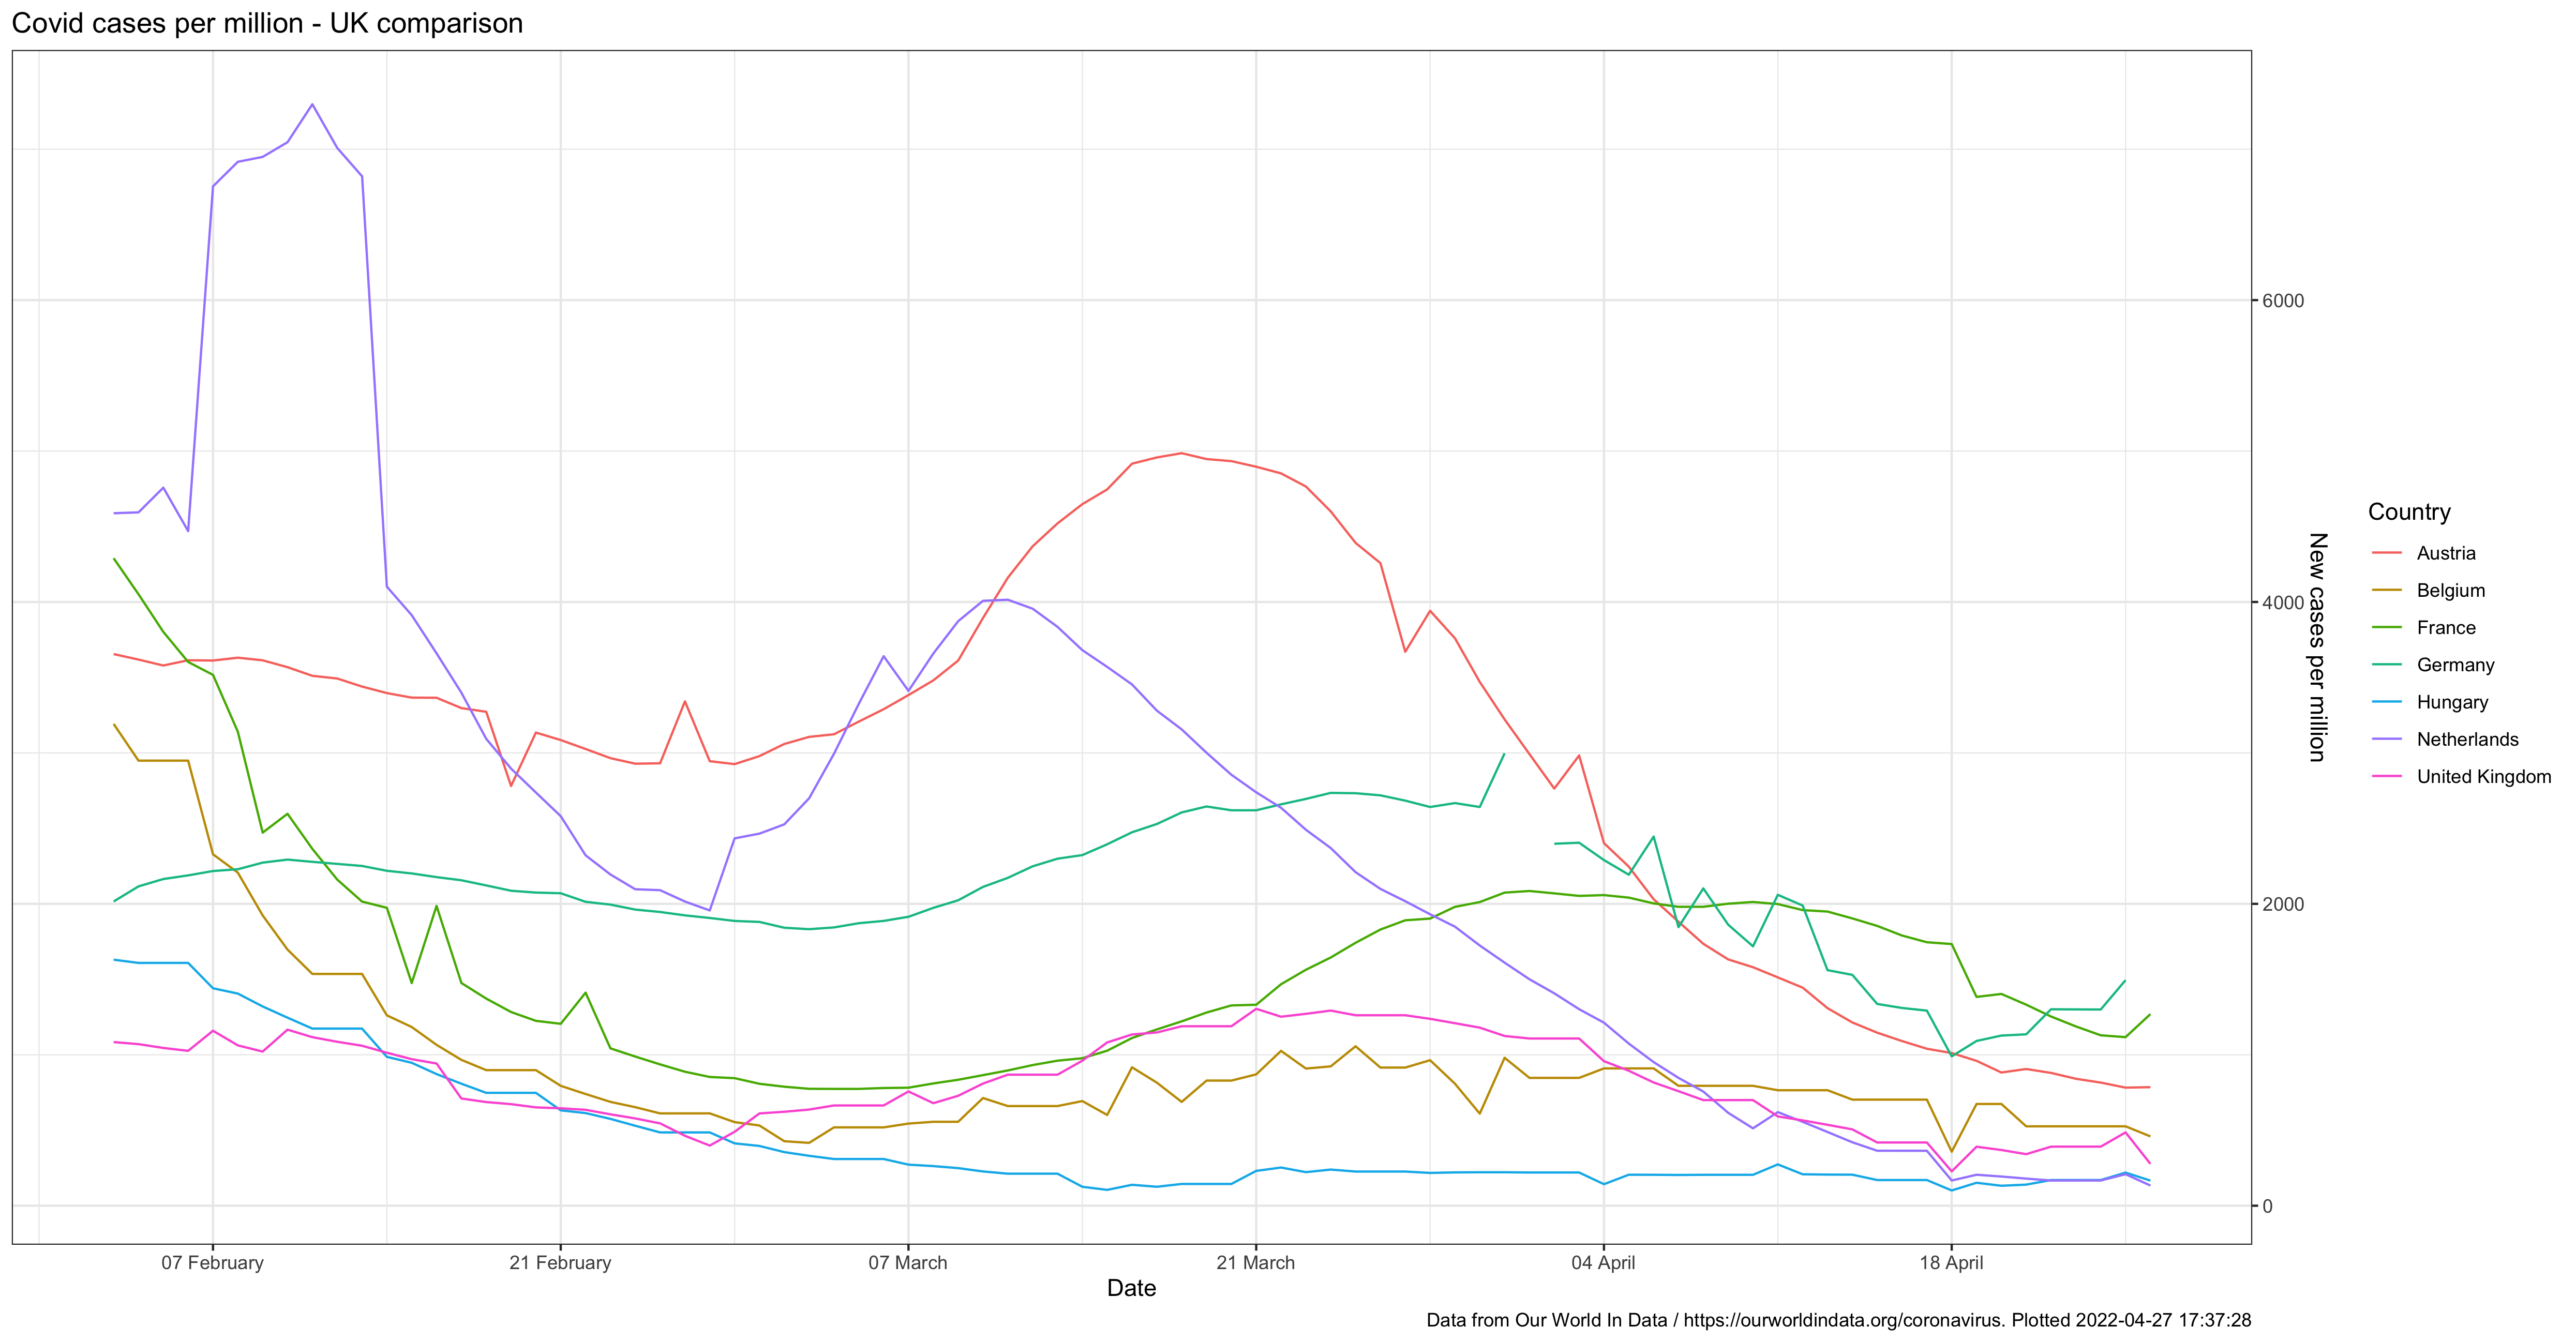 Covid cases per million - UK comparison
6000
4000
2000
0
New cases per million
07 February
21 February
07 March
21 March
04 April
18 April
Date
Country
Austria
Belgium
France
Germany
Hungary
Netherlands
United Kingdom
Data from Our World In Data / https://ourworldindata.org/coronavirus. Plotted 2022-04-27 17:37:28